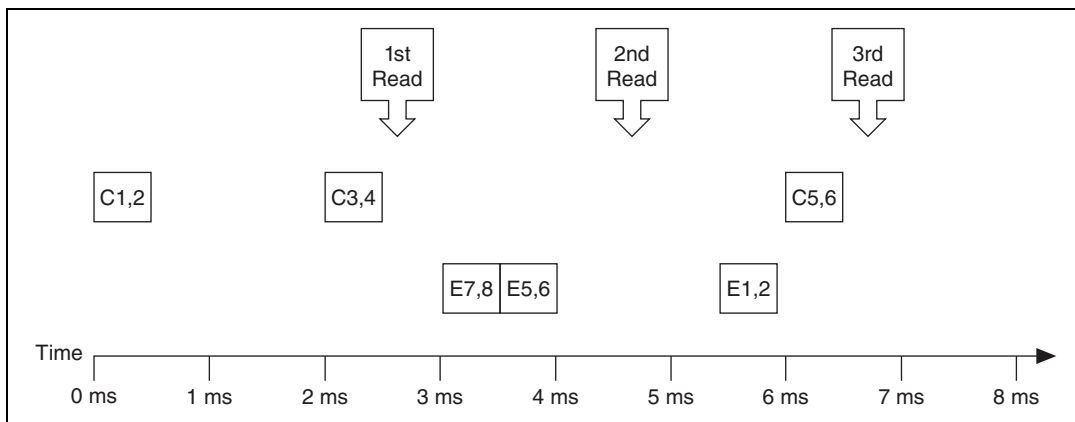 1st
Read
2nd
Read
3rd
Read
C1,2
C3,4
C5,6
E7,8
E5,6
E1,2
Time
0 ms
1 ms
2 ms
3 ms
4 ms
5 ms
6 ms
7 ms
8 ms